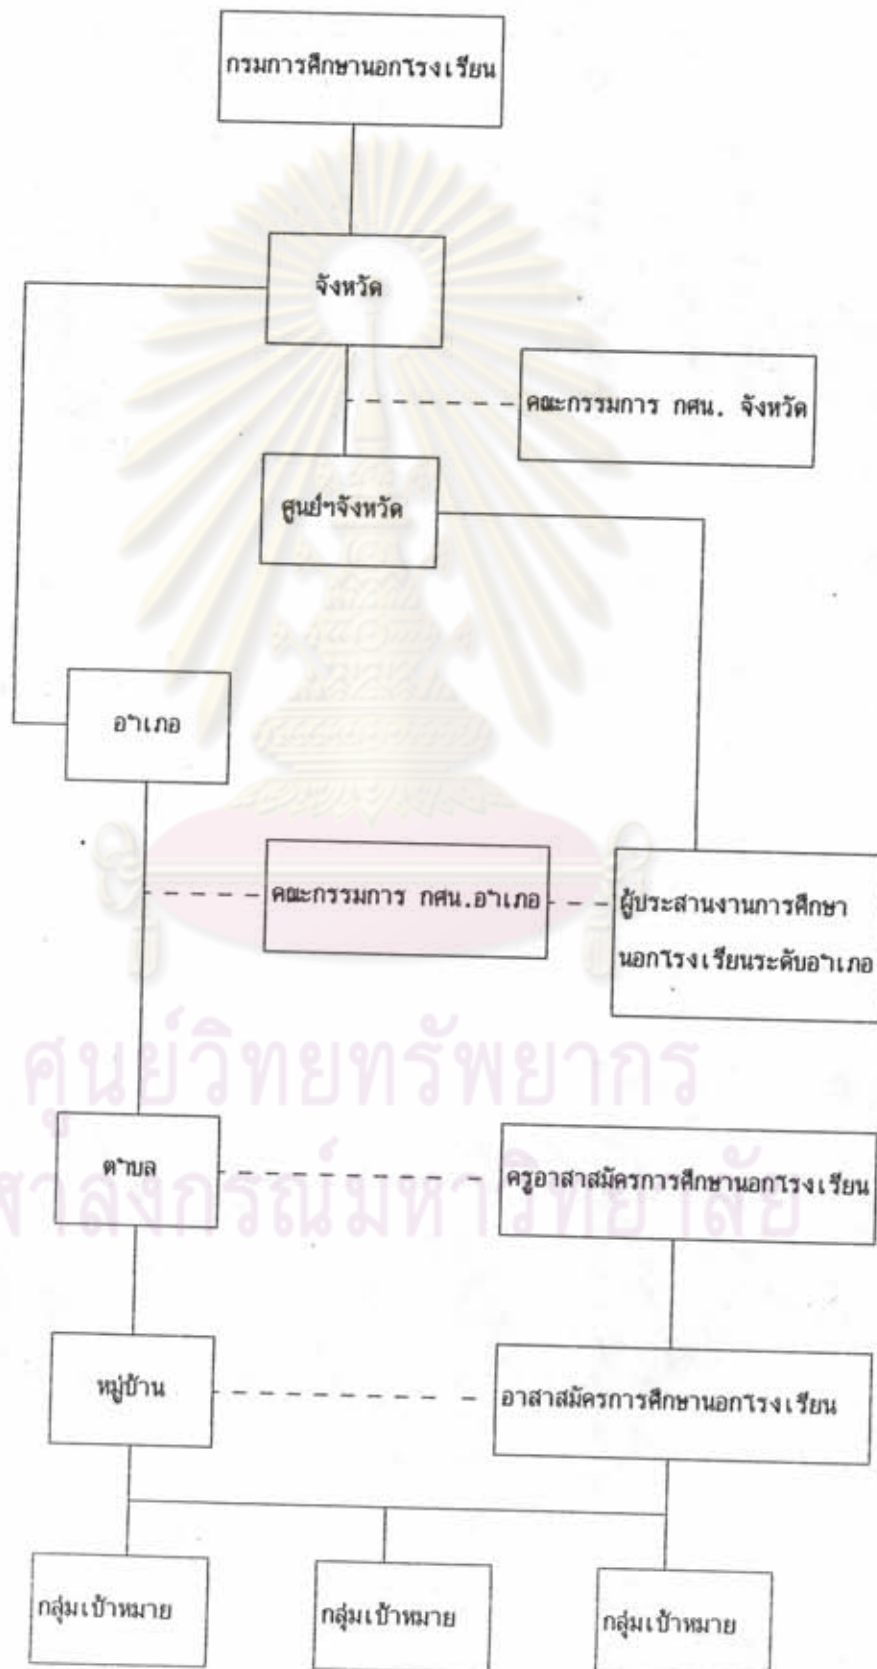 กรมการศึกษานอกโรงเรียน
จังหวัด
คณะกรรมการ กศน. จังหวัด
ศูนย์ฯจังหวัด
อำเภอ
คณะกรรมการ กศน.อำเภอ
ผู้ประสานงานการศึกษา
นอกโรงเรียนระดับอำเภอ
ศูนย์วิทยทรัพยากร
ตำบล
ครูอาสาสมัครการศึกษานอกโรงเรียน
ฬาลงกรณ์มหาวิทยาลัย
หมู่บ้าน
อาสาสมัครการศึกษานอกโรงเรียน
กลุ่มเป้าหมาย
กลุ่มเป้าหมาย
กลุ่มเป้าหมาย